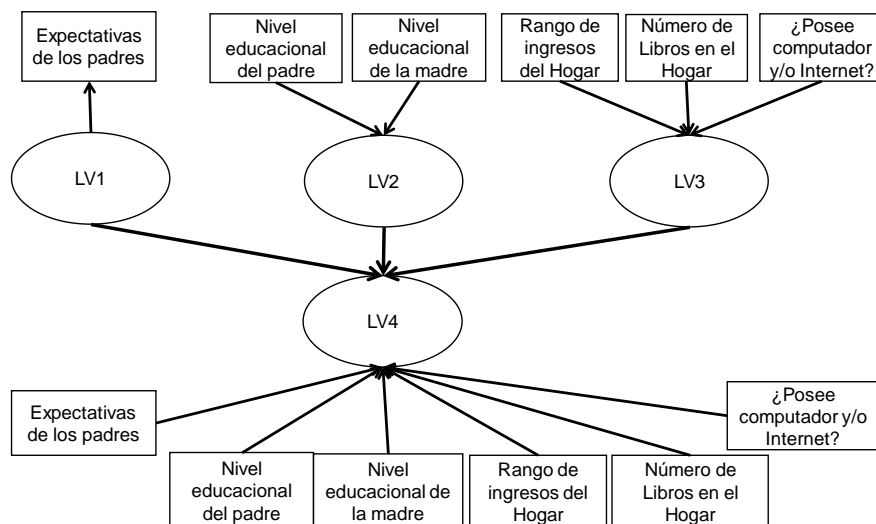 Expectativas
de los padres
Nivel
educacional
del padre
Nivel
educacional
de la madre
Rango de
ingresos
del Hogar
Número de
Libros en el
Hogar
¿Posee
computador
y/o Internet?
LV1
LV2
LV3
LV4
Expectativas
de los padres
Nivel
educacional
del padre
Nivel
educacional de
la madre
Rango de
ingresos del
Hogar
Número de
Libros en el
Hogar
¿Posee
computador y/o
Internet?